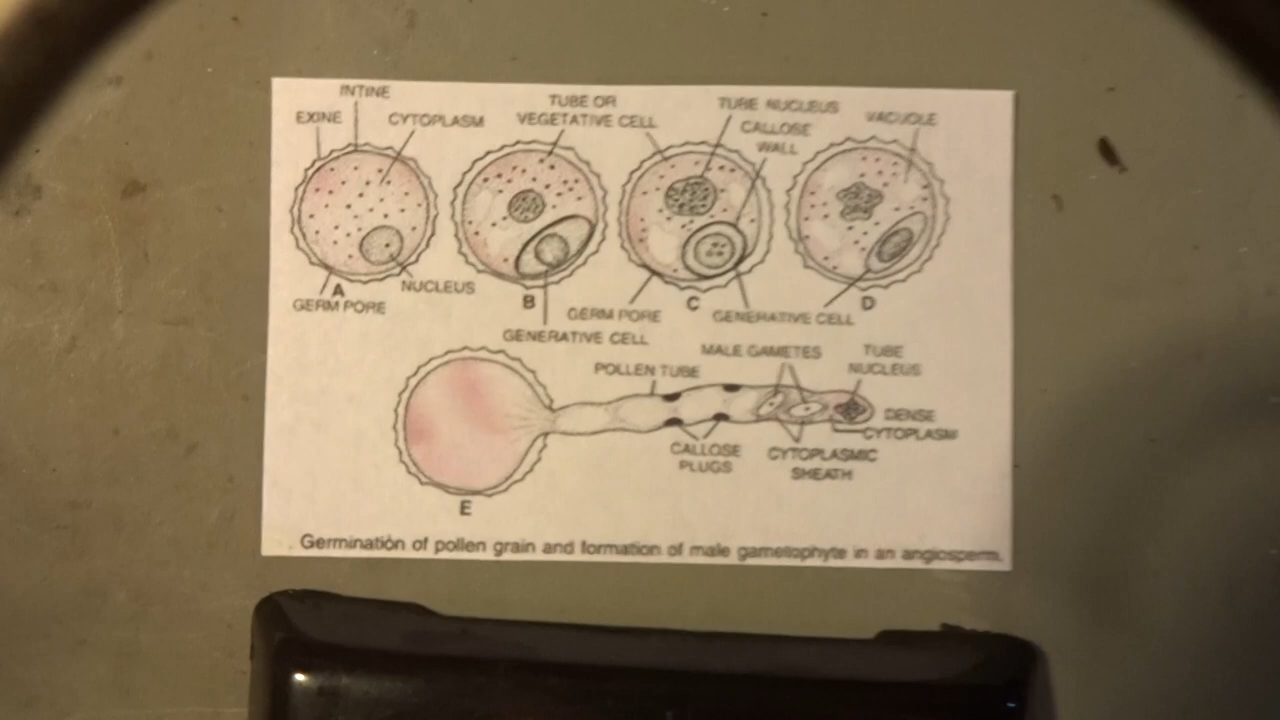 INTINE
EXINE
CYTOPLASM
TUBE OR
VEGETATIVE CELL
TUBE NUCLEUS
CALLOSE
WALL
VACUOLE
A
GERM PORE
NUCLEUS
B
GENERATIVE CELL
GERM PORE
C
GENERATIVE CELL
D
POLLEN TUBE
MALE GAMETES
TUBE
NUCLEUS
DENSE
CYTOPLASM
CALLOSE
PLUGS
CYTOPLASMIC
SHEATH
E
Germination of pollen grain and formation of male gametophyte in an angiosperm.